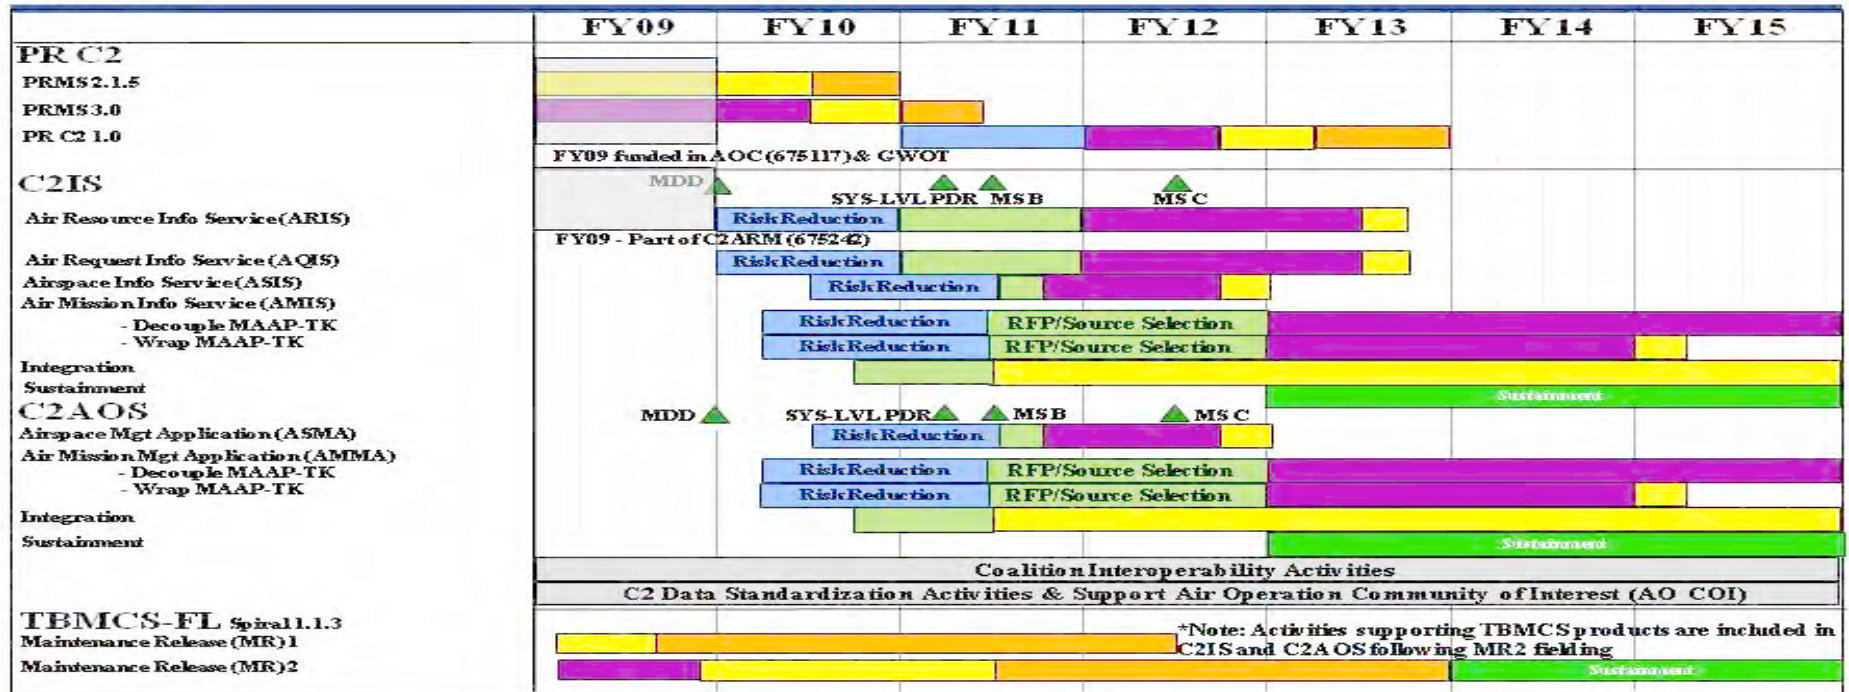 FY09 FY10 FY11 FY12 FY13 FY14 FY15
PR C2
PRMS 2.1.5
PRMS 3.0
PR C2 1.0
FY09 funded in AOC (675117) & GWOT
C2IS MDD
SYS-LVL PDR MS B MS C
Air Resource Info Service (ARIS) Risk Reduction
FY09 - Part of C2ARM (675242)
Air Request Info Service (AQIS) Risk Reduction
Airspace Info Service (ASIS) Risk Reduction
Air Mission Info Service (AMIS)
- Decouple MAAP-TK Risk Reduction RFP/Source Selection
- Wrap MAAP-TK Risk Reduction RFP/Source Selection
Integration
Sustainment Sustainment
C2AOS MDD SYS-LVL PDR MS B MS C
Airspace Mgt Application (ASMA) Risk Reduction
Air Mission Mgt Application (AMMA)
- Decouple MAAP-TK Risk Reduction RFP/Source Selection
- Wrap MAAP-TK Risk Reduction RFP/Source Selection
Integration
Sustainment Sustainment
Coalition Interoperability Activities
C2 Data Standardization Activities & Support Air Operation Community of Interest (AO COI)
TBMCS-FL Spiral 1.1.3
Maintenance Release (MR) 1 *Note: Activities supporting TBMCS products are included in
C2IS and C2AOS following MR2 fielding
Maintenance Release (MR) 2 Sustainment